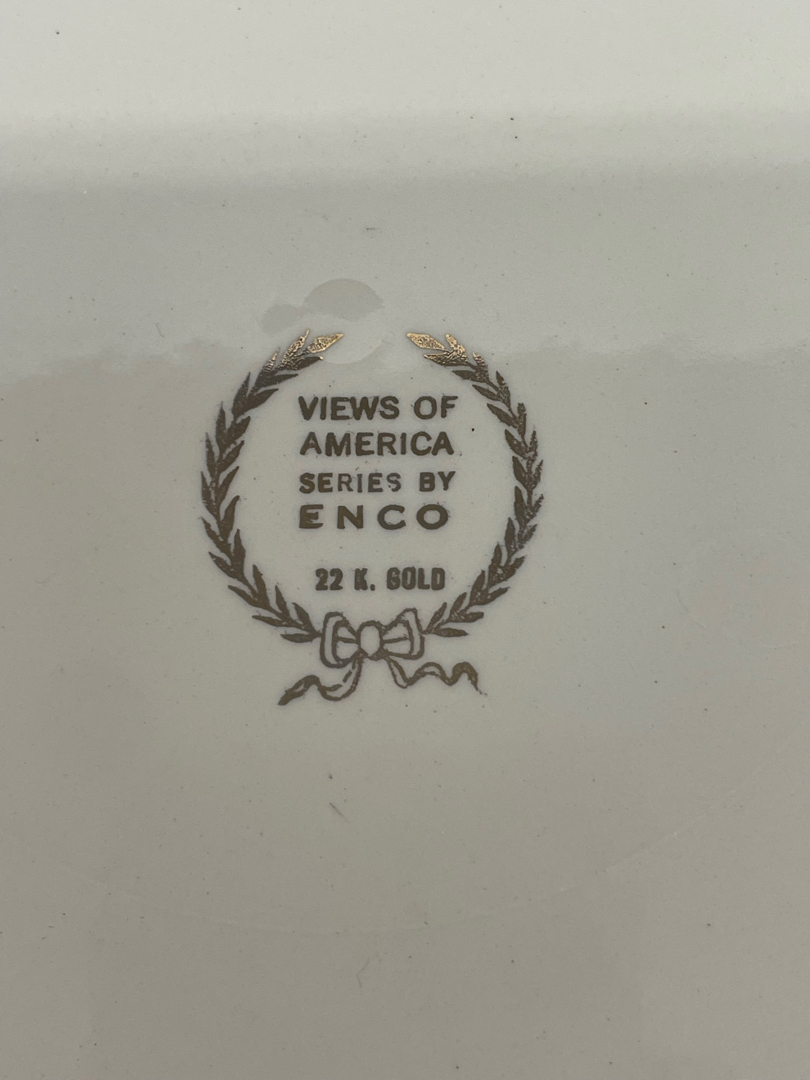 VIEWS OF
AMERICA
SERIES BY
ENCO
22 K. GOLD